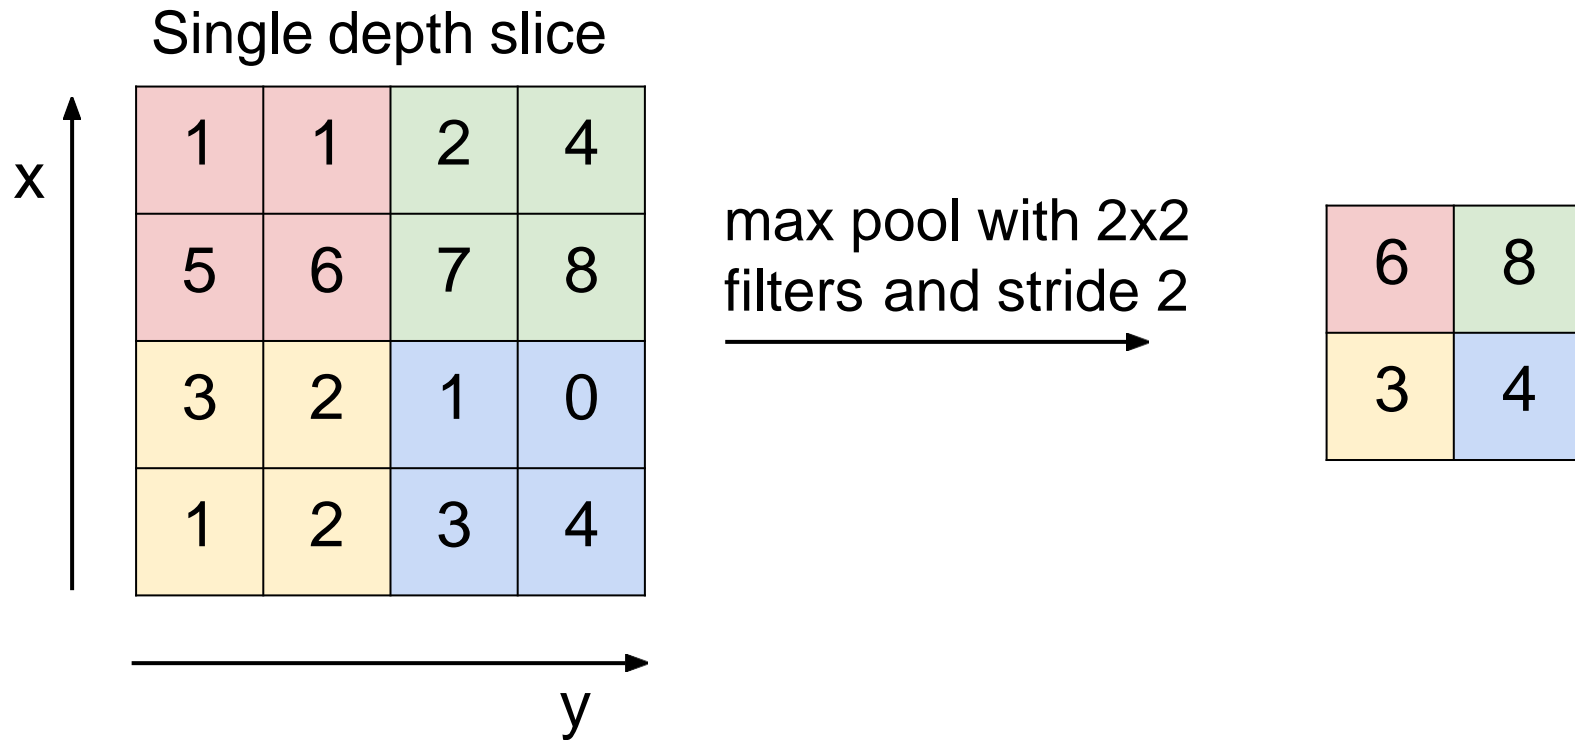 Single depth slice
x
1 1 2 4
5 6 7 8
3 2 1 0
1 2 3 4
y
max pool with 2x2
filters and stride 2
6 8
3 4